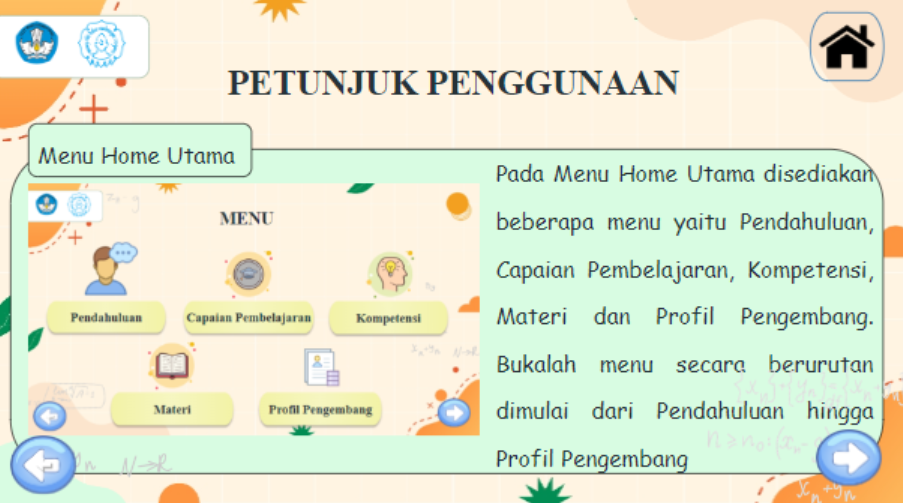 PETUNJUK PENGGUNAAN
Menu Home Utama
MENU
Pendahuluan
Capaian Pembelajaran
Kompetensi
Materi
Profil Pengembang
Pada Menu Home Utama disediakan
beberapa menu yaitu Pendahuluan,
Capaian Pembelajaran, Kompetensi,
Materi dan Profil Pengembang.
Bukalah menu secara berurutan
dimulai dari Pendahuluan hingga
Profil Pengembang